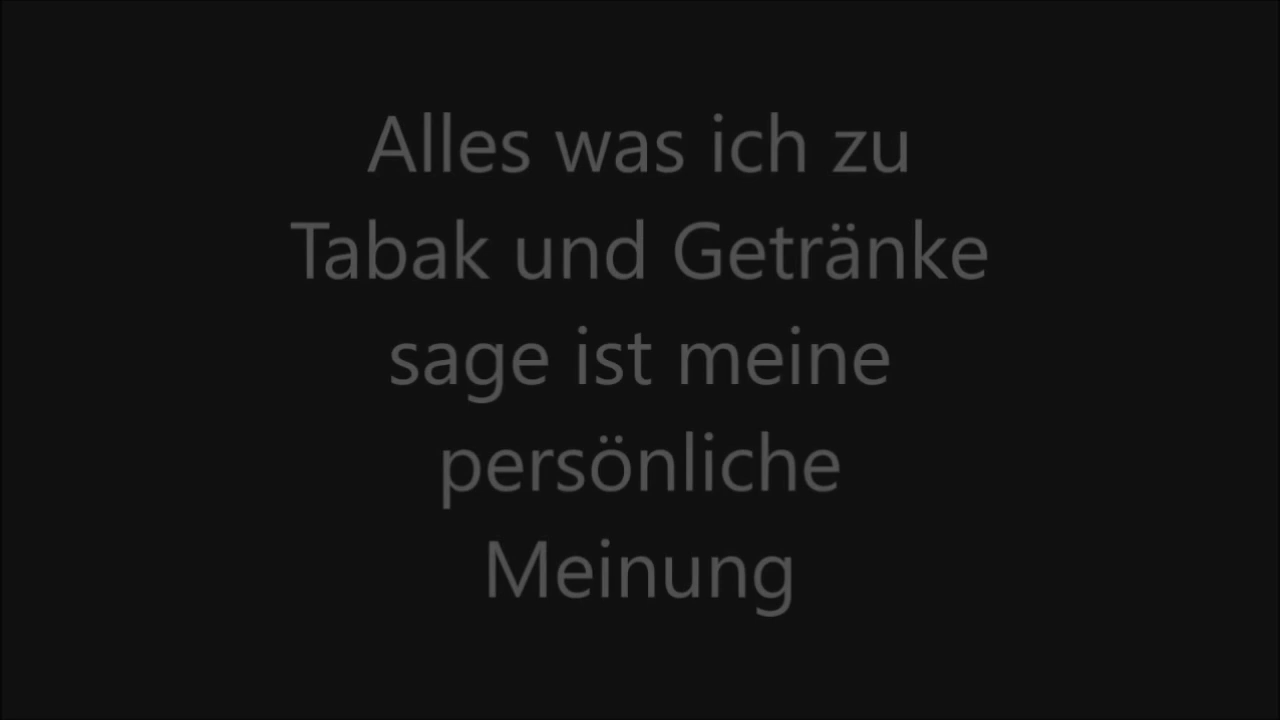 Alles was ich zu
Tabak und Getränke
sage ist meine
persönliche
Meinung